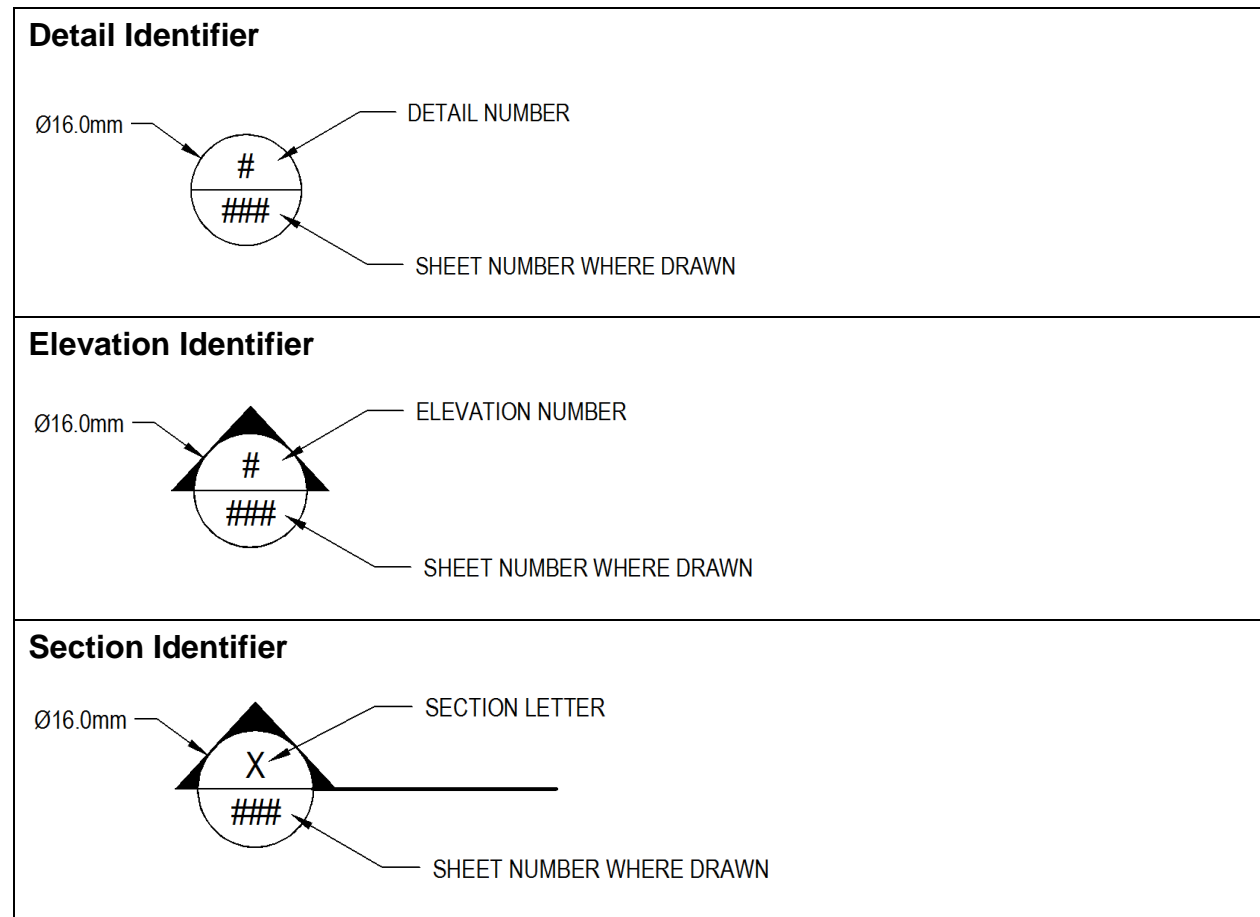 Detail Identifier
DETAIL NUMBER
Ø16.0mm
#
###
SHEET NUMBER WHERE DRAWN
Elevation Identifier
ELEVATION NUMBER
Ø16.0mm
#
###
SHEET NUMBER WHERE DRAWN
Section Identifier
SECTION LETTER
Ø16.0mm
X
###
SHEET NUMBER WHERE DRAWN